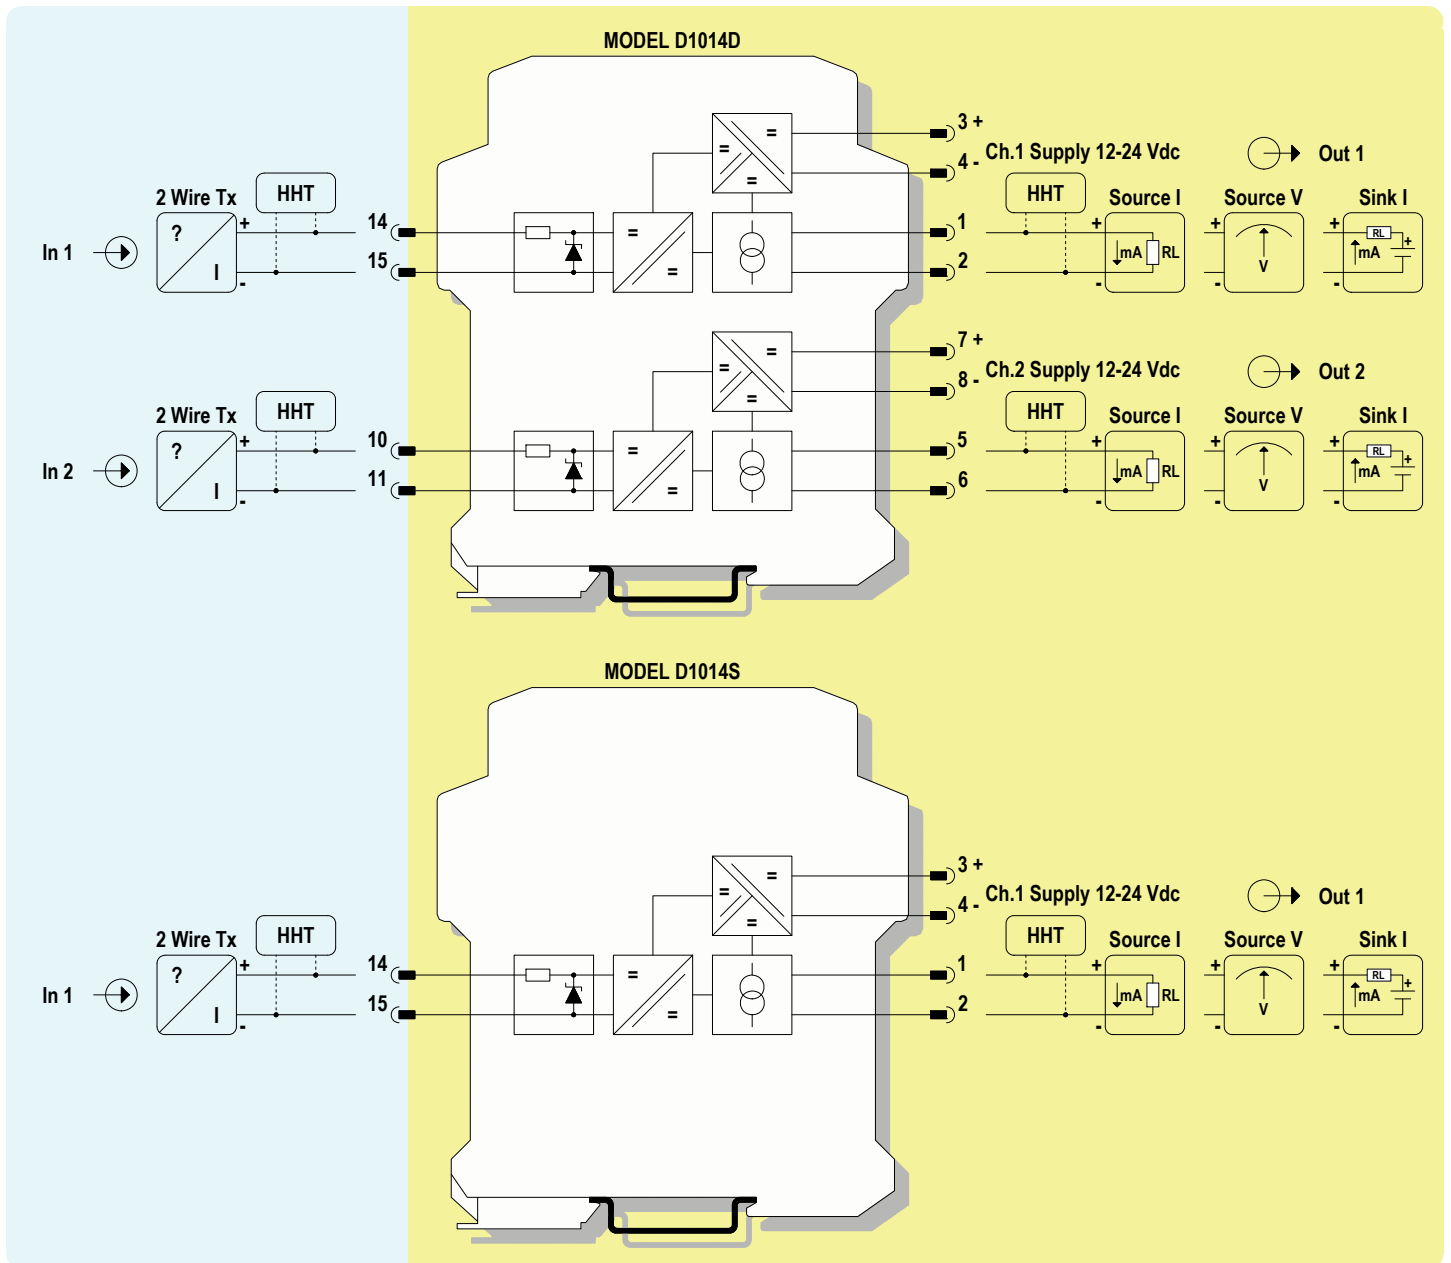 MODEL D1014D
3 +
Ch.1 Supply 12-24 Vdc
4 -
Out 1
2 Wire Tx
HHT
14
1
HHT
Source I
Source V
Sink I
In 1
?
I
+
-
15
=
=
=
=
=
2
+
-
mA
RL
+
-
V
+
-
RL
mA
+
7 +
Ch.2 Supply 12-24 Vdc
8 -
Out 2
2 Wire Tx
HHT
10
5
HHT
Source I
Source V
Sink I
In 2
?
I
+
-
11
=
=
=
=
=
6
+
-
mA
RL
+
-
V
+
-
RL
mA
+
MODEL D1014S
3 +
Ch.1 Supply 12-24 Vdc
4 -
Out 1
2 Wire Tx
HHT
14
1
HHT
Source I
Source V
Sink I
In 1
?
I
+
-
15
=
=
=
=
=
2
+
-
mA
RL
+
-
V
+
-
RL
mA
+